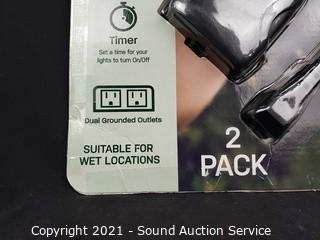 Timer
Set a time for your
lights to turn On/Off
Dual Grounded Outlets
SUITABLE FOR
WET LOCATIONS
2
PACK
Copyright 2021 - Sound Auction Service